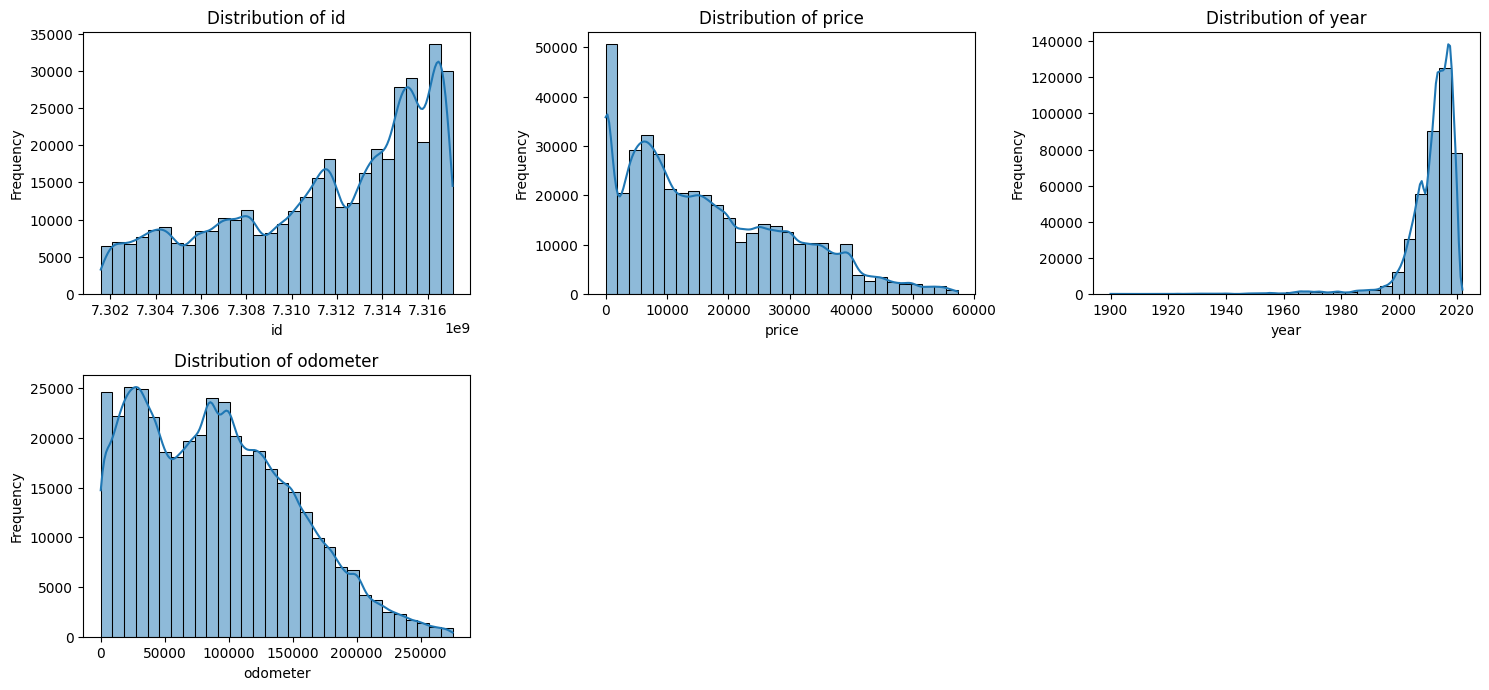 Distribution of id
35000
30000
25000
20000
15000
10000
5000
0
Frequency
7.302 7.304 7.306 7.308 7.310 7.312 7.314 7.316
1e9
id
Distribution of price
50000
40000
30000
20000
10000
0
Frequency
0 10000 20000 30000 40000 50000 60000
price
Distribution of year
140000
120000
100000
80000
60000
40000
20000
0
Frequency
1900 1920 1940 1960 1980 2000 2020
year
Distribution of odometer
25000
20000
15000
10000
5000
0
Frequency
0 50000 100000 150000 200000 250000
odometer